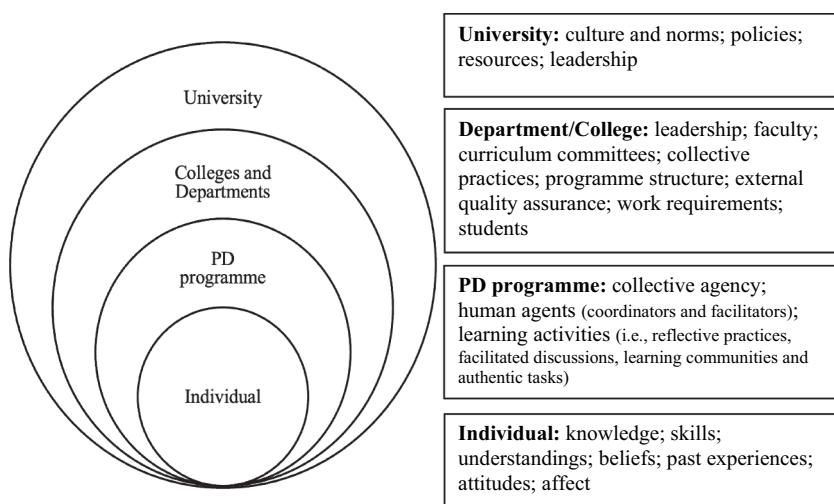 University
Colleges and
Departments
PD
programme
Individual
University: culture and norms; policies;
resources; leadership
Department/College: leadership; faculty;
curriculum committees; collective
practices; programme structure; external
quality assurance; work requirements;
students
PD programme: collective agency;
human agents (coordinators and facilitators);
learning activities (i.e., reflective practices,
facilitated discussions, learning communities and
authentic tasks)
Individual: knowledge; skills;
understandings; beliefs; past experiences;
attitudes; affect